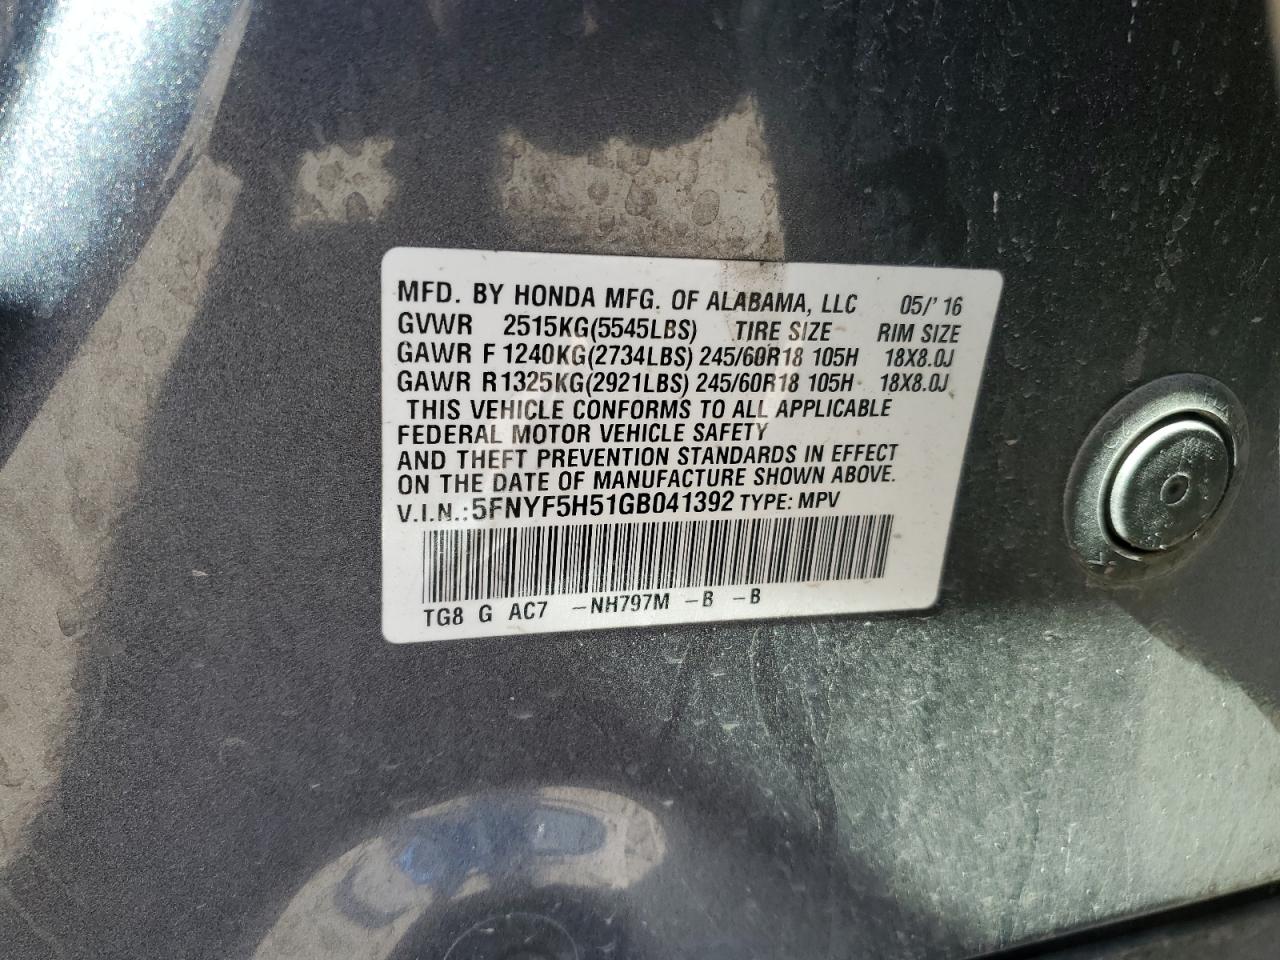 MFD. BY HONDA MFG. OF ALABAMA, LLC 05/'16
GVWR 2515KG(5545LBS) TIRE SIZE RIM SIZE
GAWR F 1240KG(2734LBS) 245/60R18 105H 18X8.0J
GAWR R 1325KG(2921LBS) 245/60R18 105H 18X8.0J
THIS VEHICLE CONFORMS TO ALL APPLICABLE
FEDERAL MOTOR VEHICLE SAFETY
AND THEFT PREVENTION STANDARDS IN EFFECT
ON THE DATE OF MANUFACTURE SHOWN ABOVE.
V.I.N.:5FNYF5H51GB041392 TYPE: MPV
TG8 G AC7 -NH797M -B -B